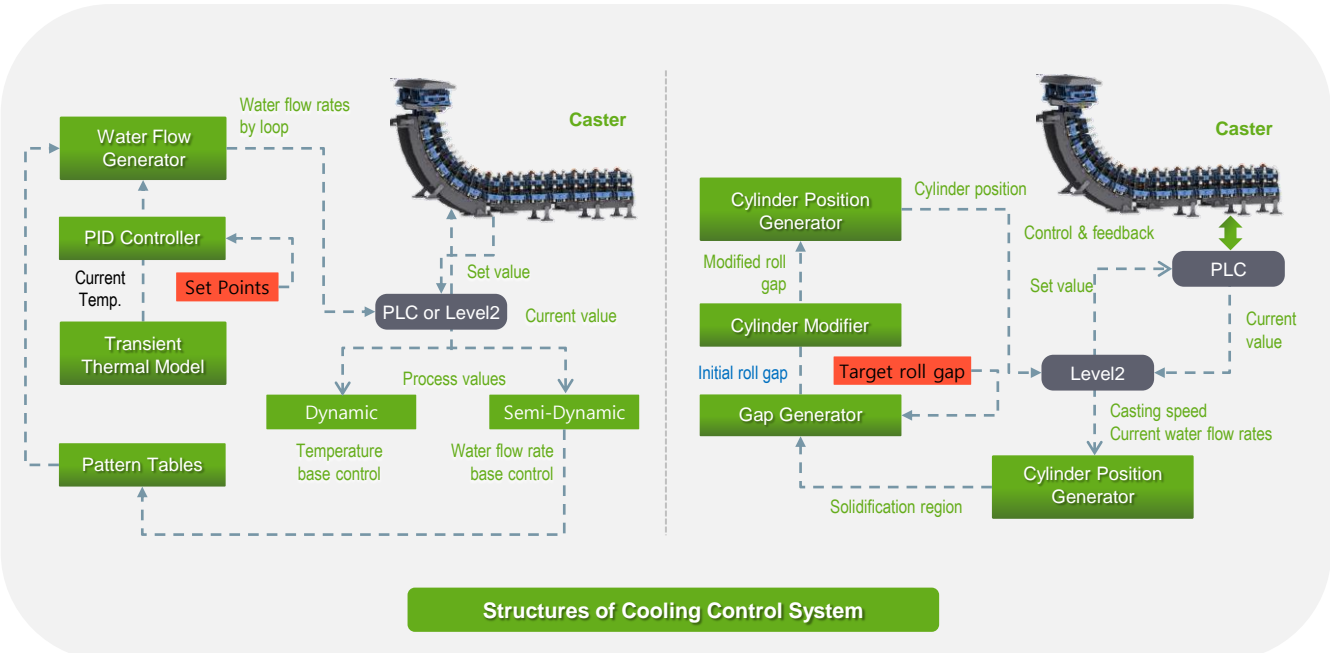 Water flow rates
by loop
Caster
Water Flow
Generator
PID Controller
Current
Temp.
Set Points
Set value
PLC or Level2
Current value
Transient
Thermal Model
Process values
Dynamic
Semi-Dynamic
Temperature
base control
Water flow rate
base control
Pattern Tables
Caster
Cylinder Position
Generator
Cylinder position
Control & feedback
Modified roll
gap
PLC
Set value
Cylinder Modifier
Current
value
Initial roll gap
Target roll gap
Level2
Gap Generator
Casting speed
Current water flow rates
Cylinder Position
Generator
Solidification region
Structures of Cooling Control System